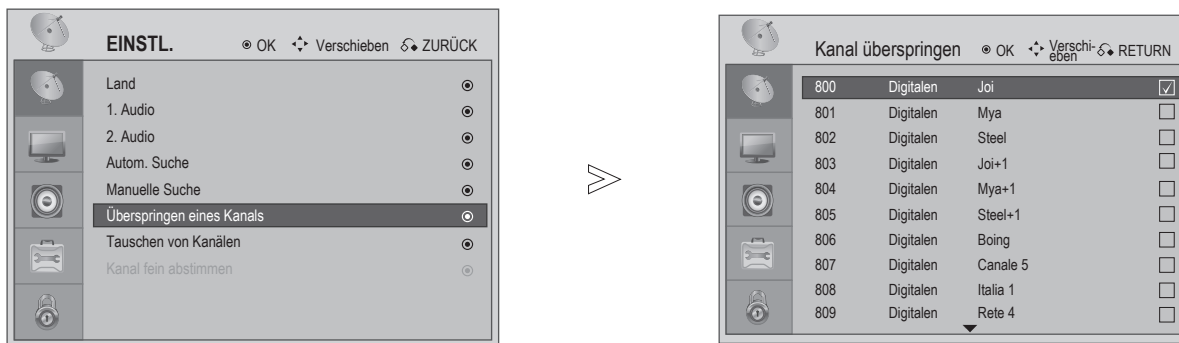 EINSTL. OK Verschieben ZURÜCK
Land
1. Audio
2. Audio
Autom. Suche
Manuelle Suche
Überspringen eines Kanals
Tauschen von Kanälen
Kanal fein abstimmen
Kanal überspringen OK Verschi-
eben RETURN
800 Digitalen Joi
801 Digitalen Mya
802 Digitalen Steel
803 Digitalen Joi+1
804 Digitalen Mya+1
805 Digitalen Steel+1
806 Digitalen Boing
807 Digitalen Canale 5
808 Digitalen Italia 1
809 Digitalen Rete 4